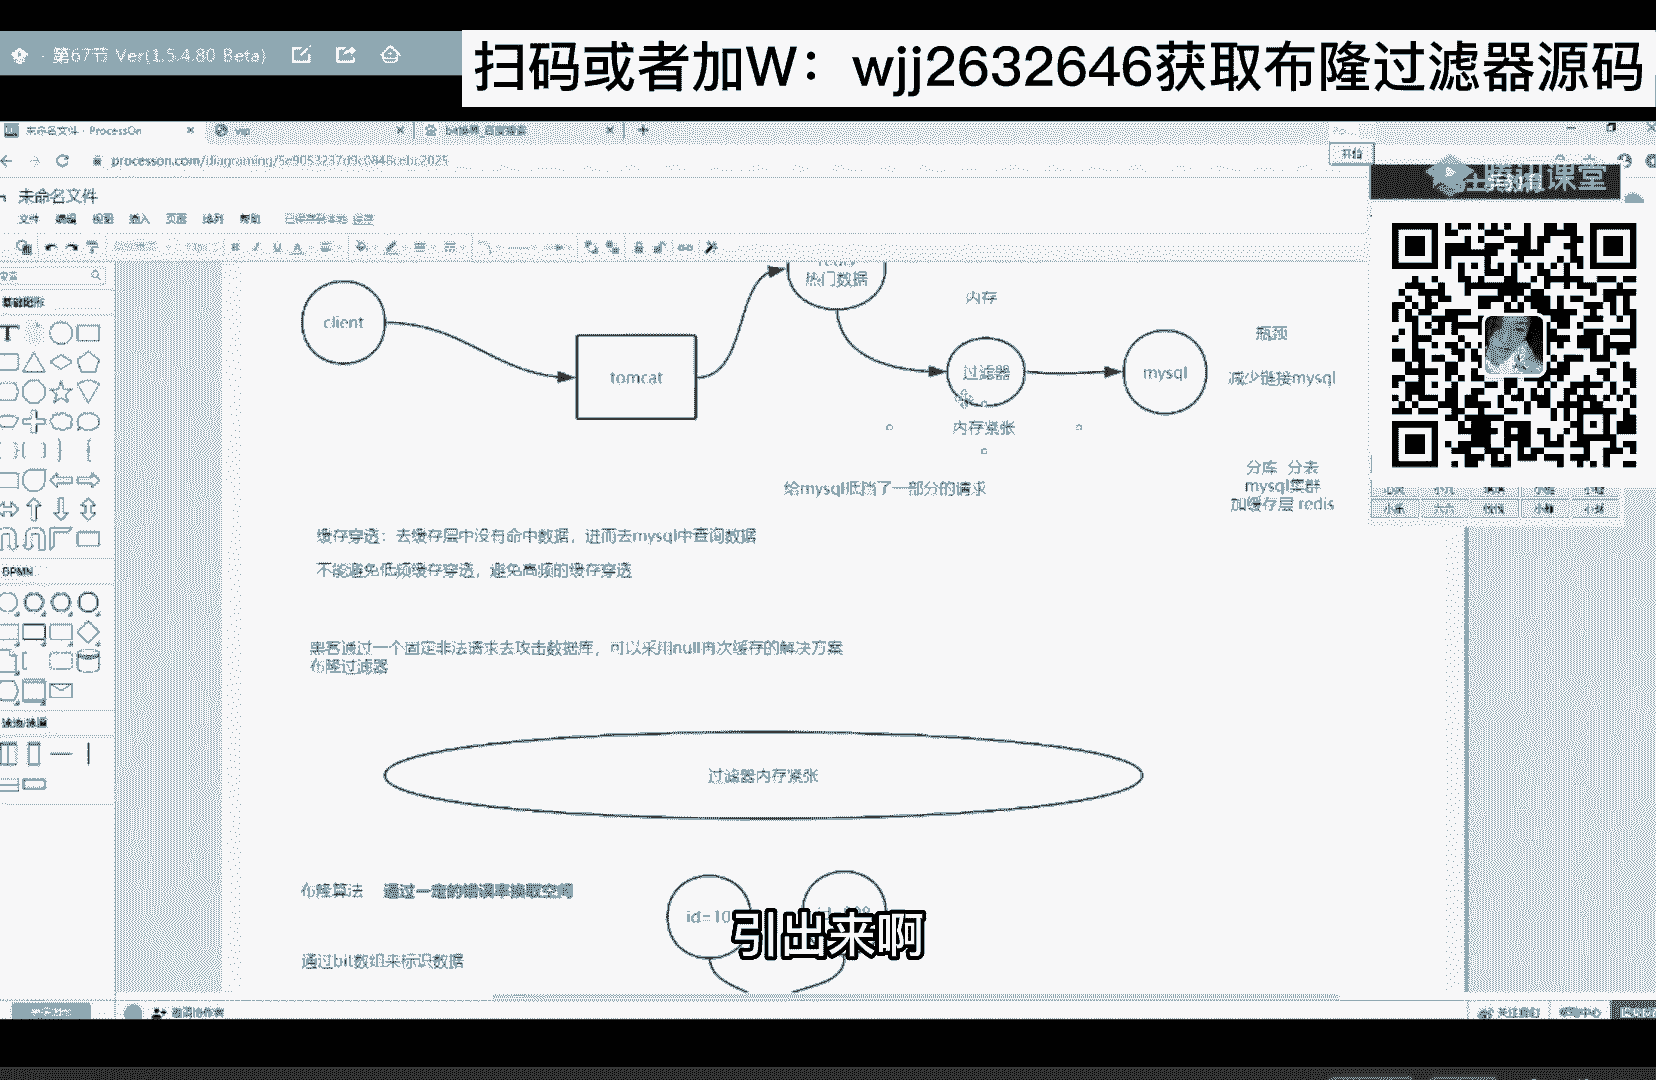 第67节 Ver(1.5.4.80 Beta)
扫码或者加W：wjj2632646获取布隆过滤器源码
未命名文件 - ProcessOn
vip
processon.com/diagraming/5e9053237d9c0848cebc2025
开始
腾讯课堂
未命名文件
文件 编辑 视图 插入 页面 排列 帮助
基础图形
热门数据
内存
client
瓶颈
tomcat
过滤器
mysql
减少链接mysql
内存紧张
分库 分表
mysql集群
加缓存层 redis
给mysql抵挡了一部分的请求
缓存穿透：去缓存层中没有命中数据，进而去mysql中查询数据
不能避免低频缓存穿透，避免高频的缓存穿透
BPMN
黑客通过一个固定非法请求去攻击数据库，可以采用null再次缓存的解决方案
布隆过滤器
过滤器内存紧张
布隆算法 通过一定的错误率换取空间
id=10
引出来啊
通过bit数组来标识数据